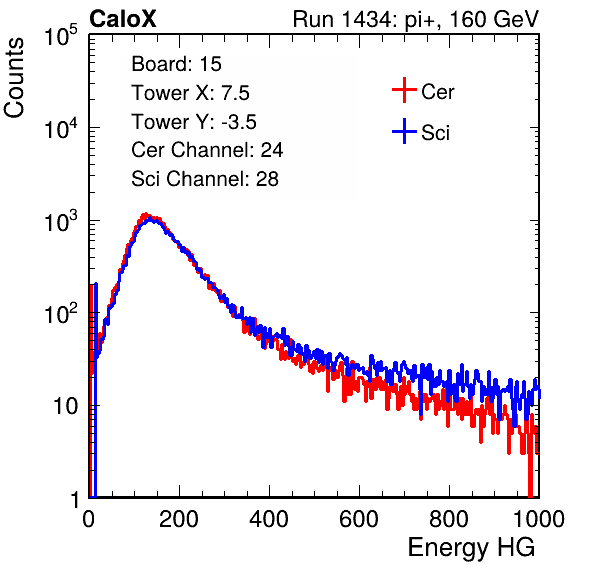 CaloX Run 1434: pi+, 160 GeV
Counts
10^5
10^4
10^3
10^2
10
1
Board: 15
Tower X: 7.5
Tower Y: -3.5
Cer Channel: 24
Sci Channel: 28
Cer
Sci
0 200 400 600 800 1000
Energy HG